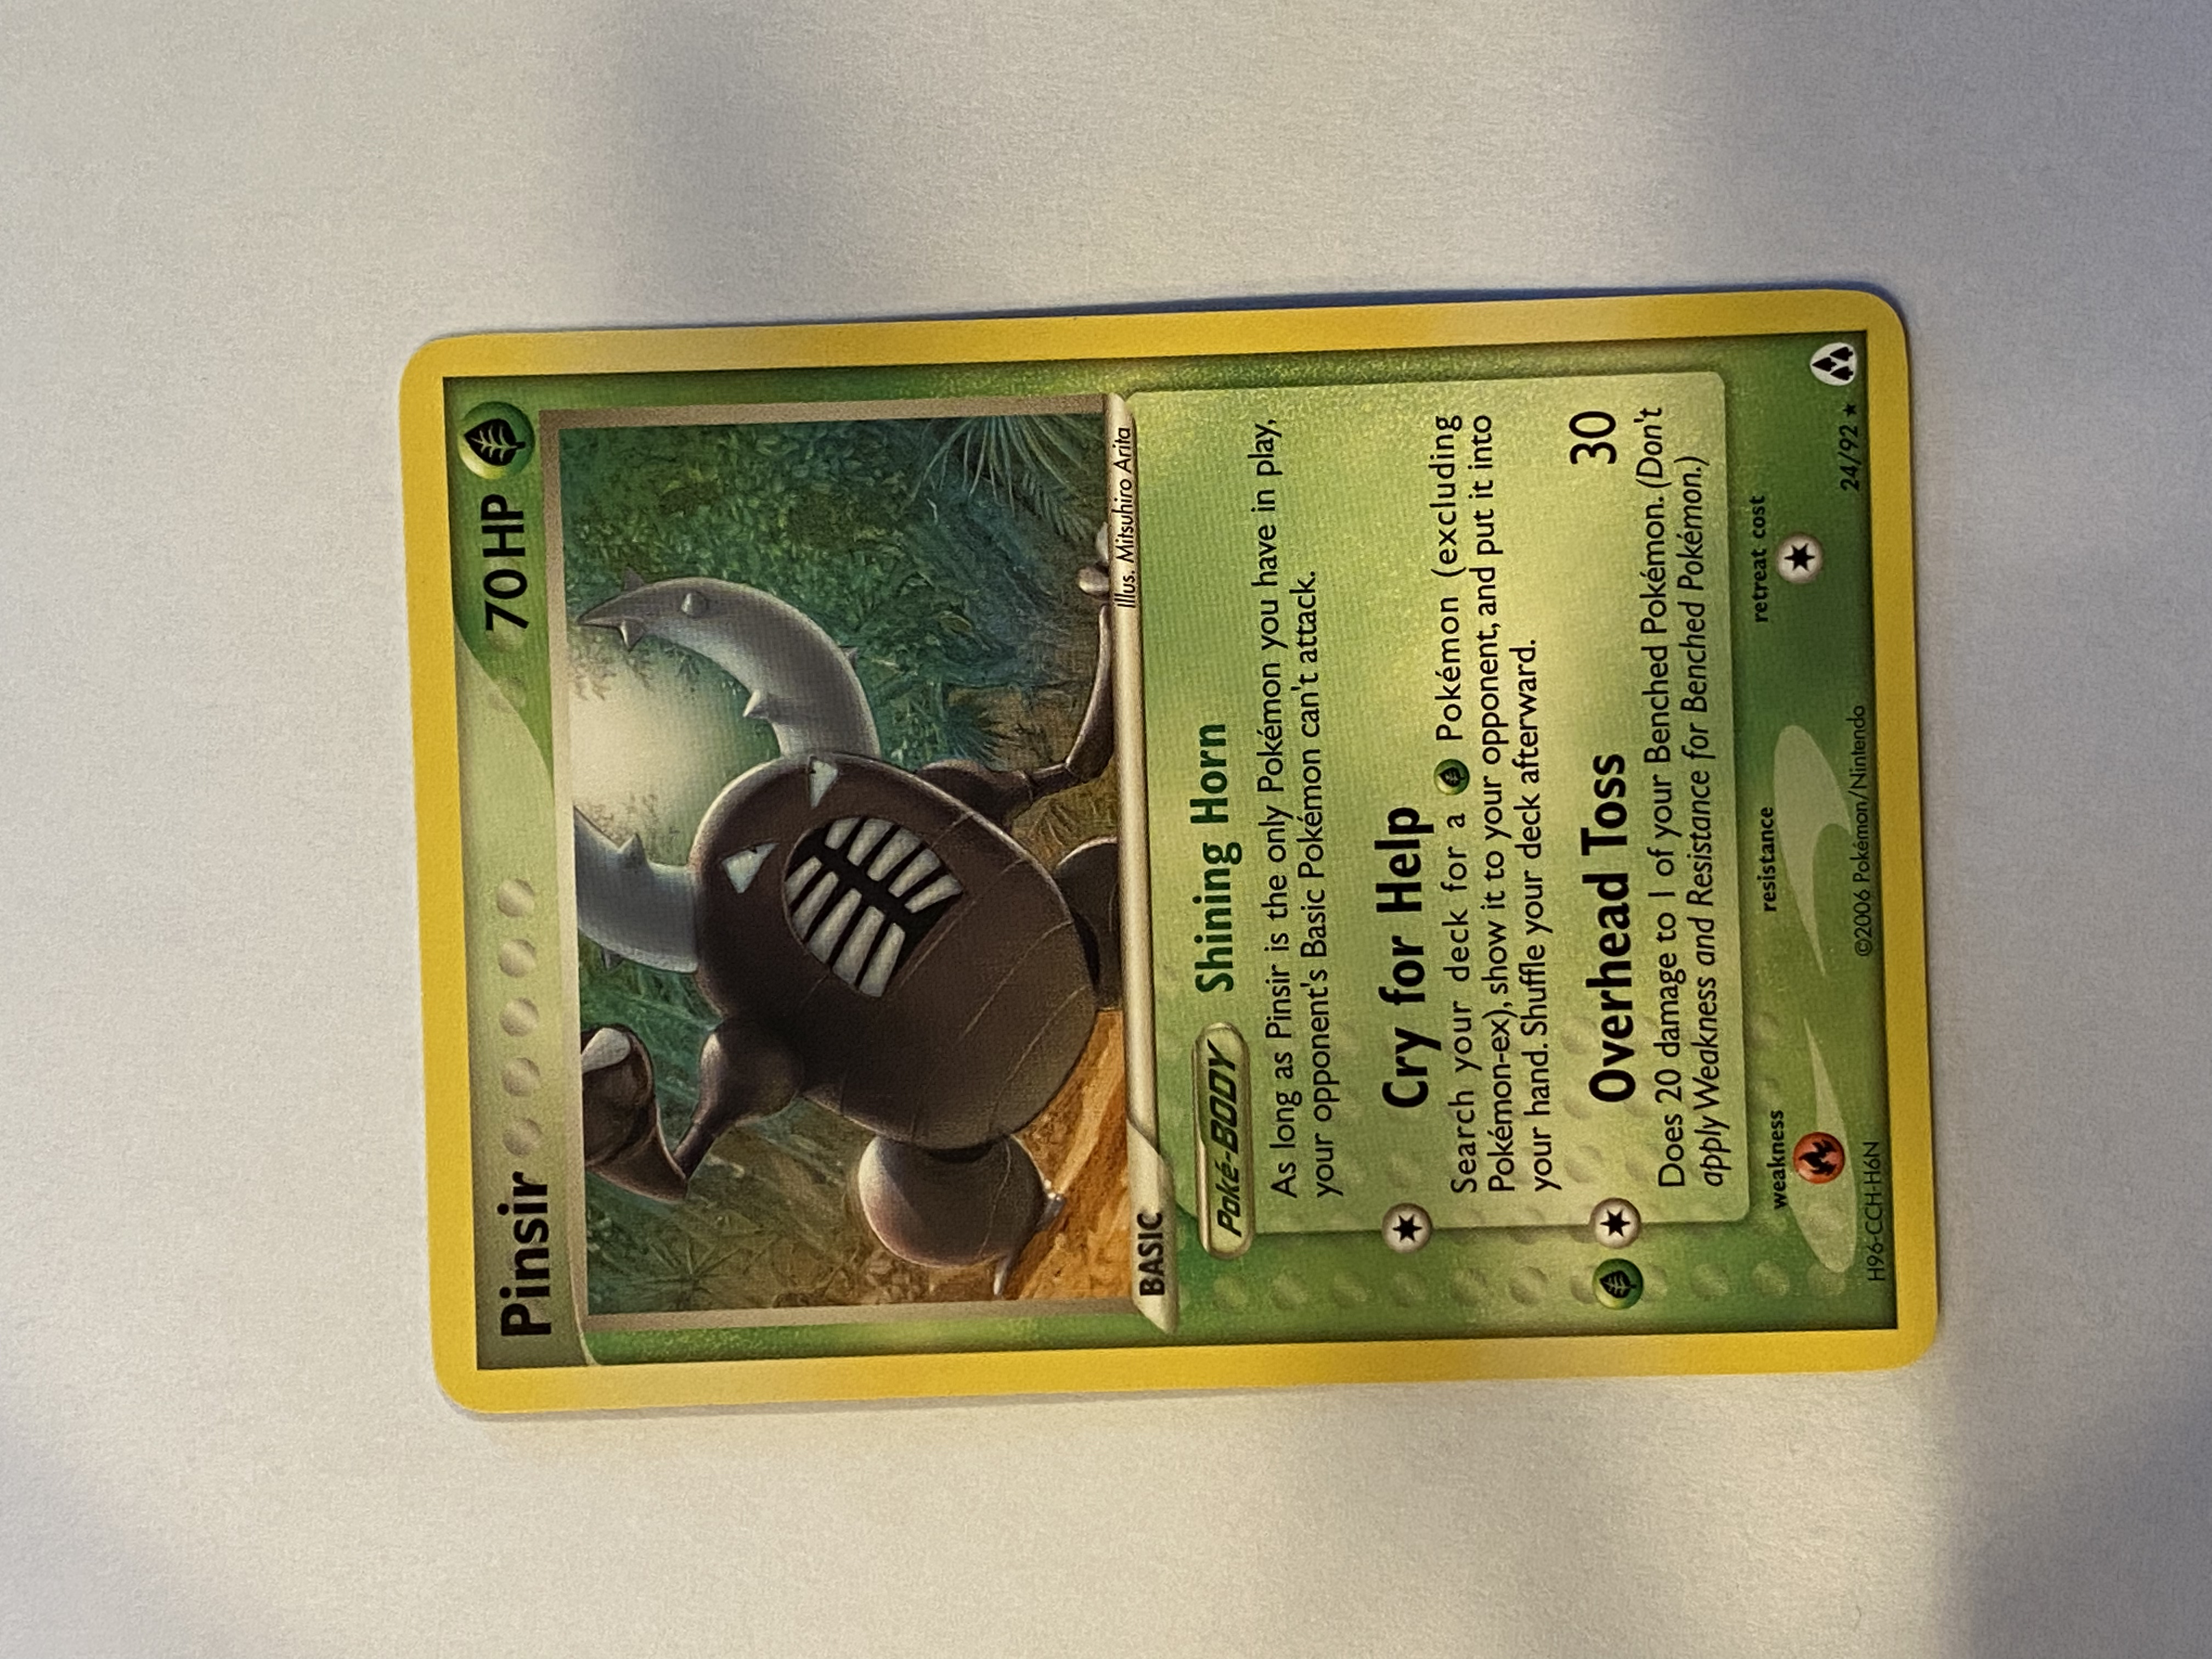 Pinsir
70 HP
Illus. Mitsuhiro Arita
BASIC
Poké-BODY Shining Horn
As long as Pinsir is the only Pokémon you have in play,
your opponent's Basic Pokémon can't attack.
Cry for Help
Search your deck for a Pokémon (excluding
Pokémon-ex), show it to your opponent, and put it into
your hand. Shuffle your deck afterward.
Overhead Toss 30
Does 20 damage to 1 of your Benched Pokémon. (Don't
apply Weakness and Resistance for Benched Pokémon.)
weakness resistance retreat cost
H96-CCH-H6N ©2006 Pokémon/Nintendo 24/92 ★